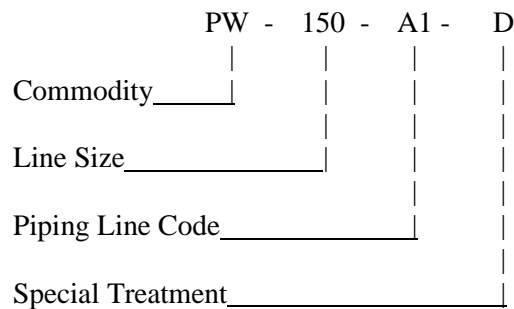 PW - 150 - A1 - D
Commodity
Line Size
Piping Line Code
Special Treatment